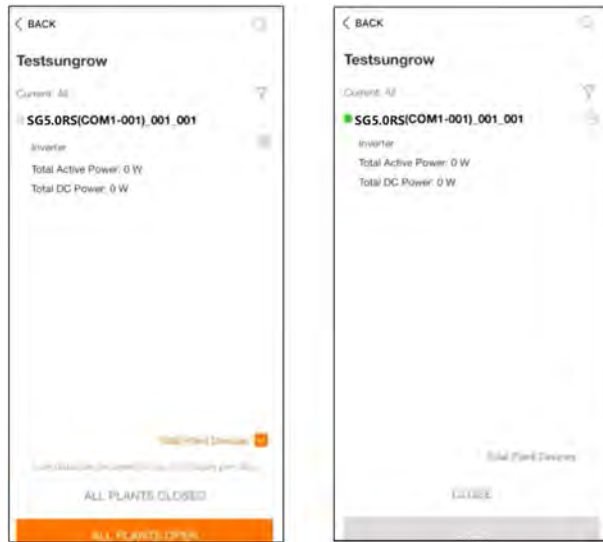 BACK
Testsungrow
Current: All
SG5.0RS(COM1-001)_001_001
Inverter
Total Active Power: 0 W
Total DC Power: 0 W
Total Plant Devices
ALL PLANTS CLOSED
ALL PLANTS OPEN
BACK
Testsungrow
Current: All
SG5.0RS(COM1-001)_001_001
Inverter
Total Active Power: 0 W
Total DC Power: 0 W
Total Plant Devices
CLOSE